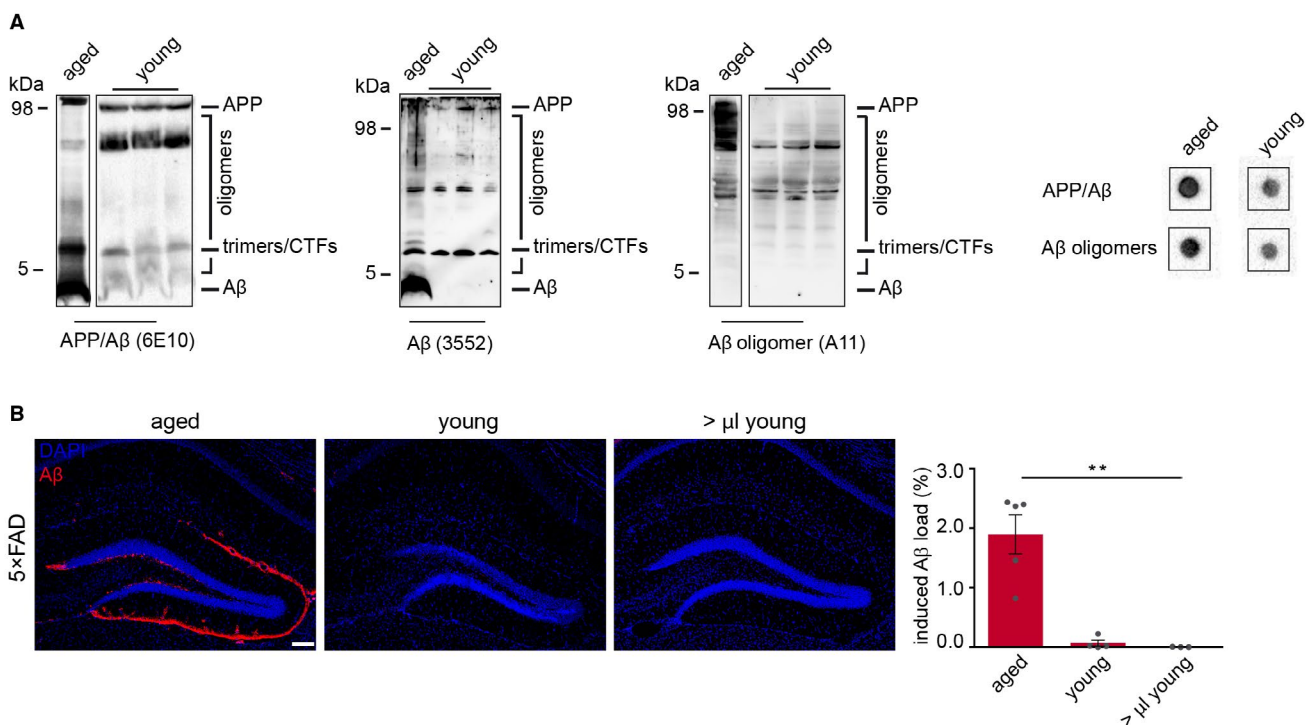 A
aged
young
kDa
98
5
APP
oligomers
trimers/CTFs
Aβ
APP/Aβ (6E10)
aged
young
kDa
98
5
APP
oligomers
trimers/CTFs
Aβ
Aβ (3552)
aged
young
kDa
98
5
APP
oligomers
trimers/CTFs
Aβ
Aβ oligomer (A11)
aged
young
APP/Aβ
Aβ oligomers
B
aged
young
> µl young
DAPI
Aβ
5×FAD
induced Aβ load (%)
3.0
**
2.0
1.0
0.0
aged
young
> µl young